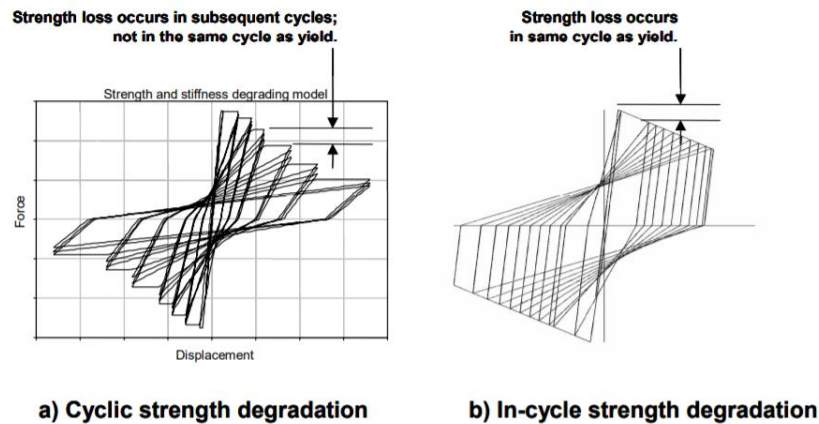 Strength loss occurs in subsequent cycles;
not in the same cycle as yield.
Strength and stiffness degrading model
Force
Displacement
a) Cyclic strength degradation
Strength loss occurs
in same cycle as yield.
b) In-cycle strength degradation